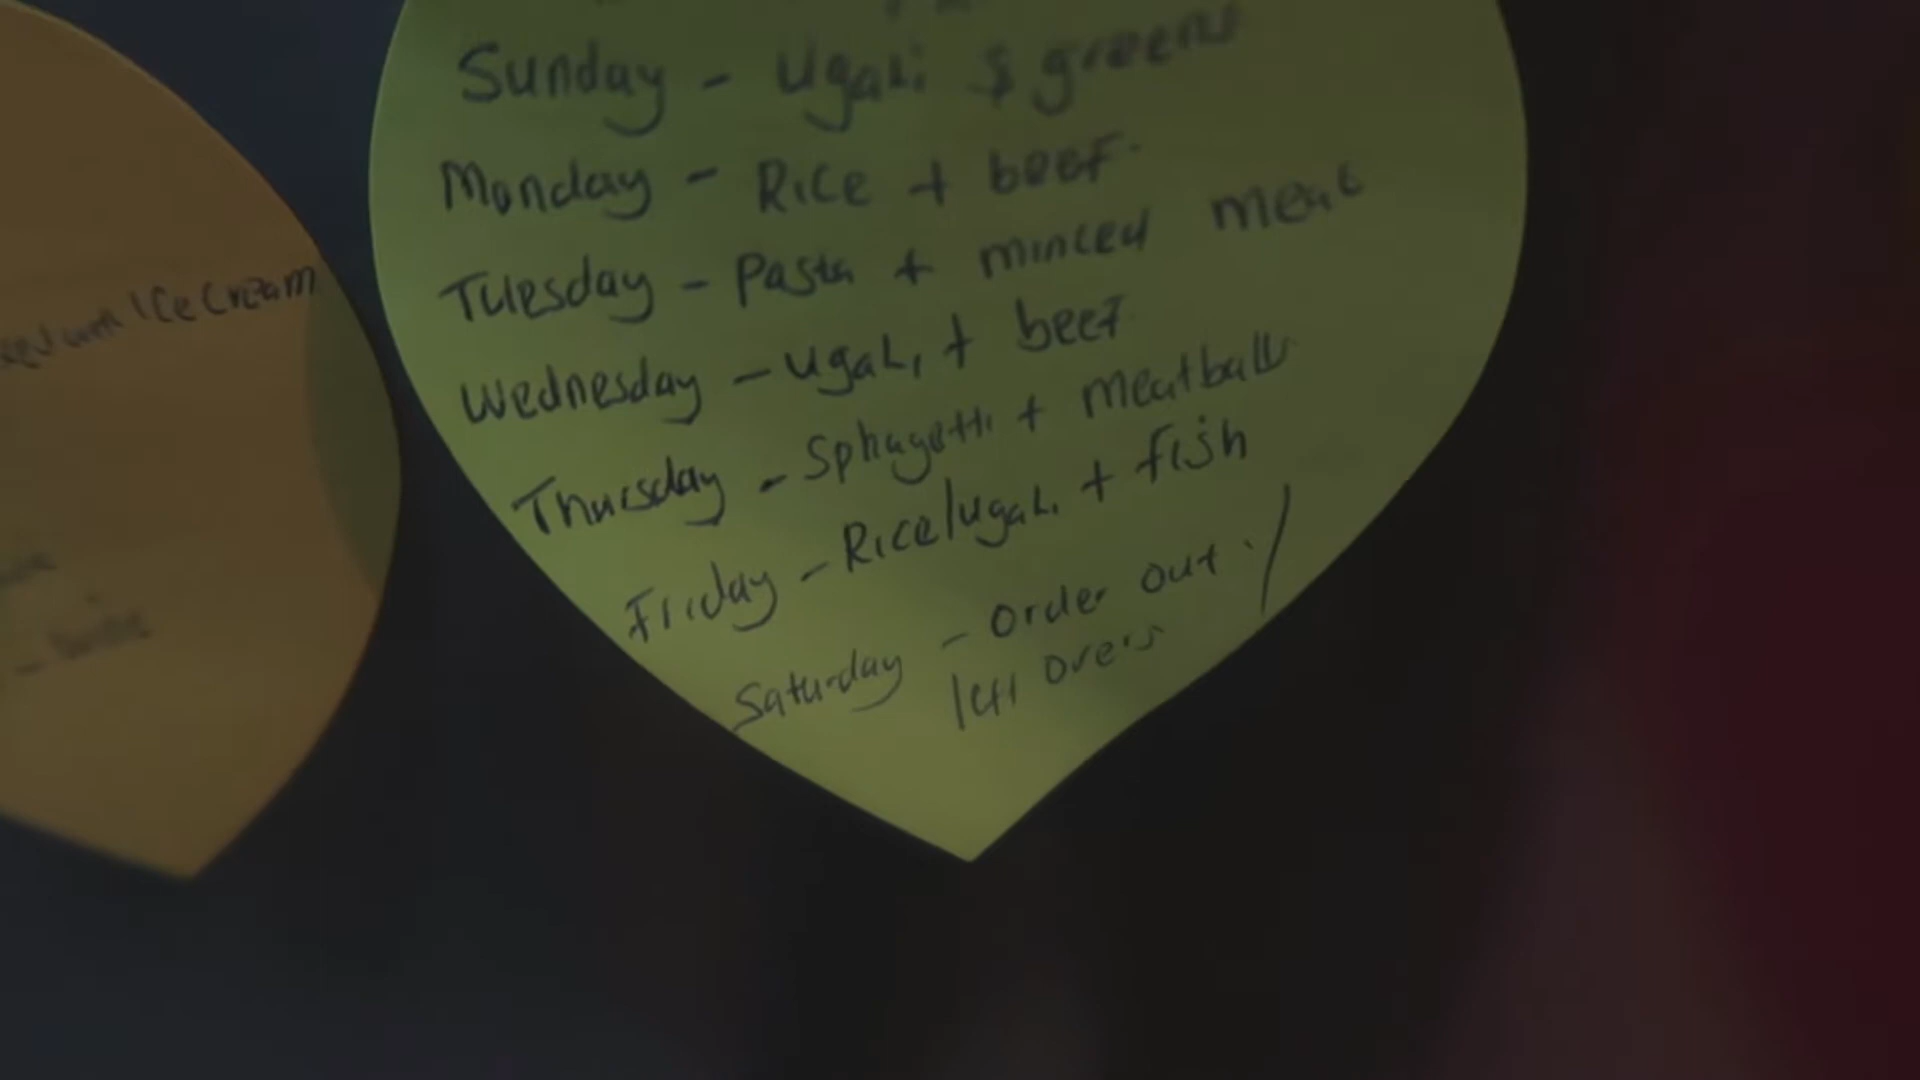 Sunday - Ugali $ greens
Monday - Rice + beef
Tuesday - Pasta + minced meat
Wednesday - ugali + beef
Thursday - Sphagetti + meatballs
Friday - Rice/ugali + fish
Saturday - order out /
left overs
with Ice Cream